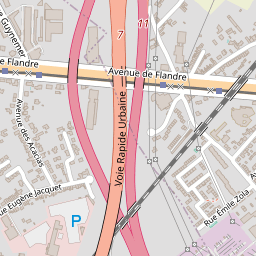 Guynemer
11
7
Avenue de Flandre
e Flandre
Avenue des Acacias
Voie Rapide Urbaine
Rue Émile Zola
Rue Eugène Jacquet
P